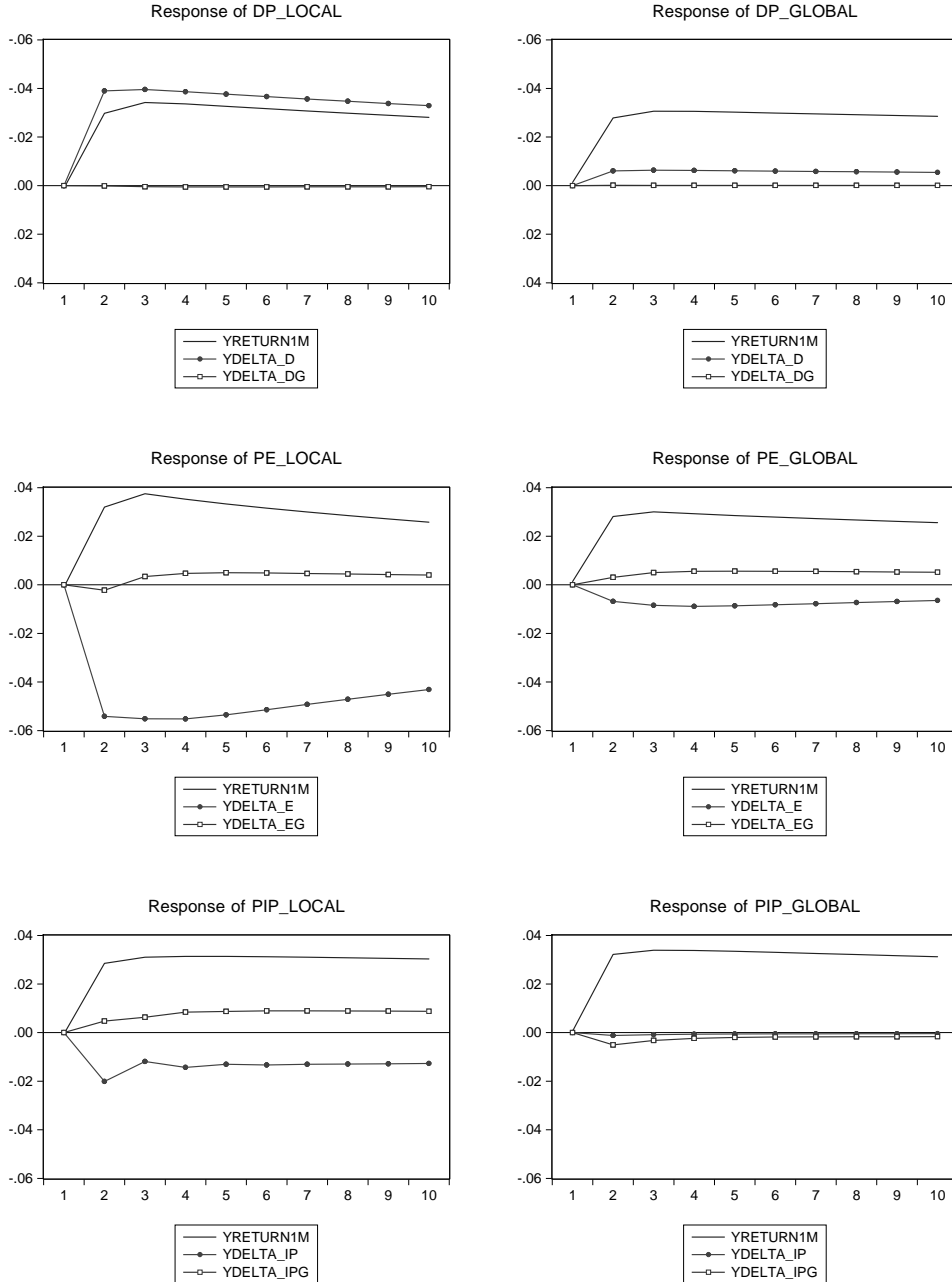 Response of DP_LOCAL
-.06
-.04
-.02
.00
.02
.04
1 2 3 4 5 6 7 8 9 10
YRETURN1M
YDELTA_D
YDELTA_DG
Response of DP_GLOBAL
-.06
-.04
-.02
.00
.02
.04
1 2 3 4 5 6 7 8 9 10
YRETURN1M
YDELTA_D
YDELTA_DG
Response of PE_LOCAL
.04
.02
.00
-.02
-.04
-.06
1 2 3 4 5 6 7 8 9 10
YRETURN1M
YDELTA_E
YDELTA_EG
Response of PE_GLOBAL
.04
.02
.00
-.02
-.04
-.06
1 2 3 4 5 6 7 8 9 10
YRETURN1M
YDELTA_E
YDELTA_EG
Response of PIP_LOCAL
.04
.02
.00
-.02
-.04
-.06
1 2 3 4 5 6 7 8 9 10
YRETURN1M
YDELTA_IP
YDELTA_IPG
Response of PIP_GLOBAL
.04
.02
.00
-.02
-.04
-.06
1 2 3 4 5 6 7 8 9 10
YRETURN1M
YDELTA_IP
YDELTA_IPG